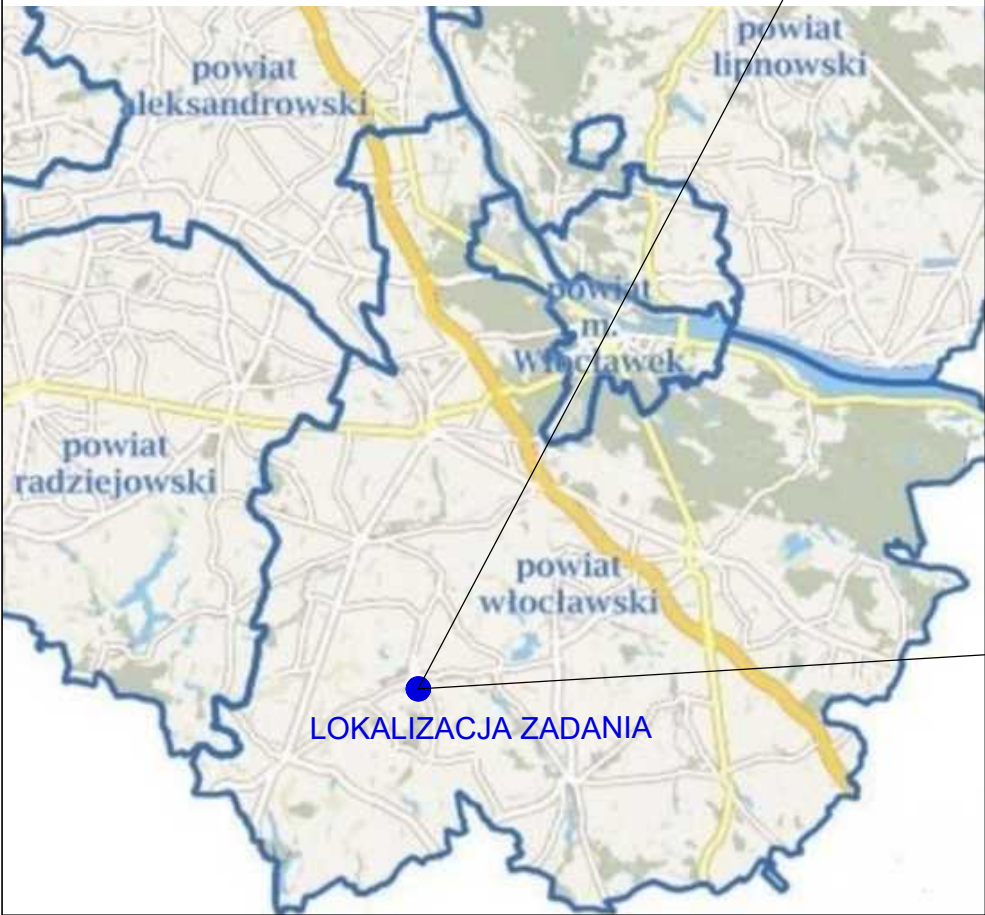 powiat
lipnowski
powiat
aleksandrowski
powiat
m.
Włocławek
powiat
radziejowski
powiat
włocławski
LOKALIZACJA ZADANIA